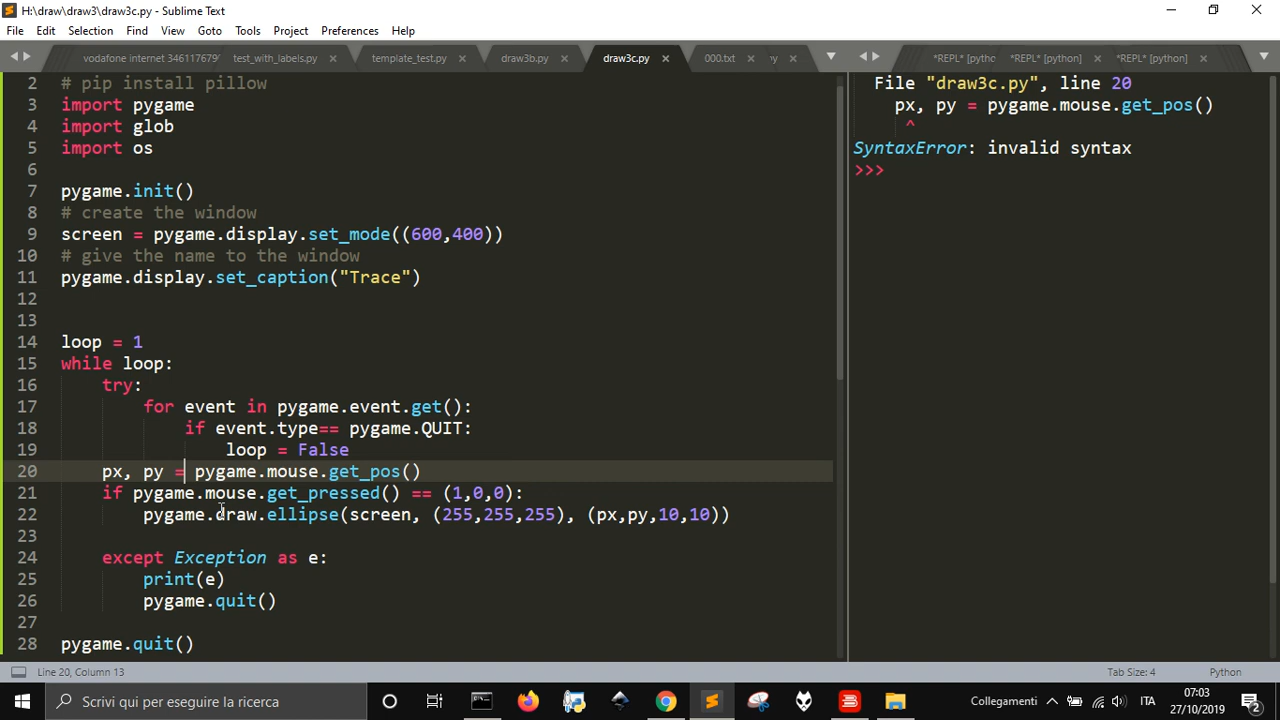 H:\draw\draw3\draw3c.py - Sublime Text
File Edit Selection Find View Goto Tools Project Preferences Help
vodafone internet 346117679 test_with_labels.py template_test.py draw3b.py draw3c.py 000.txt y *REPL* [pythc *REPL* [python] *REPL* [python]
2 # pip install pillow
3 import pygame
4 import glob
5 import os
6
7 pygame.init()
8 # create the window
9 screen = pygame.display.set_mode((600,400))
10 # give the name to the window
11 pygame.display.set_caption("Trace")
12
13
14 loop = 1
15 while loop:
16 try:
17 for event in pygame.event.get():
18 if event.type== pygame.QUIT:
19 loop = False
20 px, py = pygame.mouse.get_pos()
21 if pygame.mouse.get_pressed() == (1,0,0):
22 pygame.draw.ellipse(screen, (255,255,255), (px,py,10,10))
23
24 except Exception as e:
25 print(e)
26 pygame.quit()
27
28 pygame.quit()
File "draw3c.py", line 20
px, py = pygame.mouse.get_pos()
^
SyntaxError: invalid syntax
>>>
Line 20, Column 13 Tab Size: 4 Python
Scrivi qui per eseguire la ricerca Collegamenti ITA 07:03
27/10/2019 2